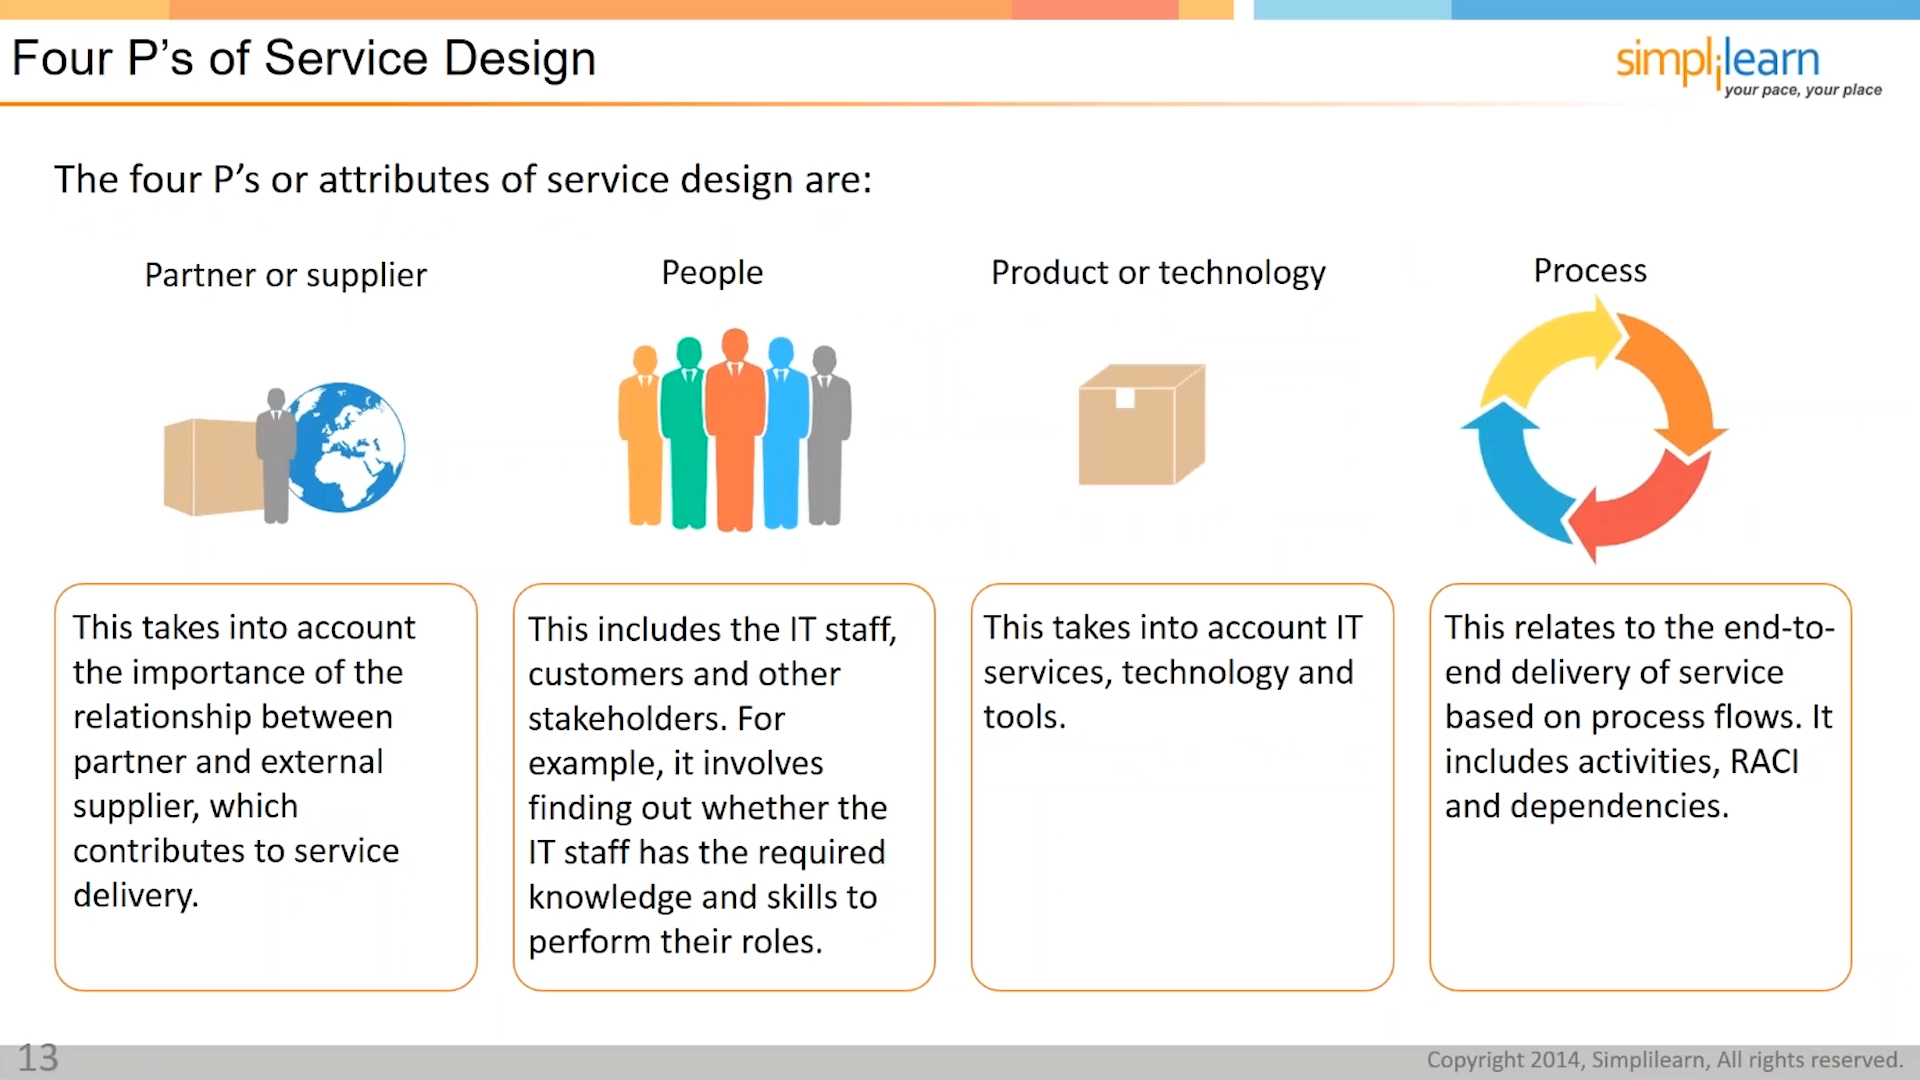 Four P’s of Service Design
simplilearn
your pace, your place
The four P’s or attributes of service design are:
Partner or supplier
People
Product or technology
Process
This takes into account
the importance of the
relationship between
partner and external
supplier, which
contributes to service
delivery.
This includes the IT staff,
customers and other
stakeholders. For
example, it involves
finding out whether the
IT staff has the required
knowledge and skills to
perform their roles.
This takes into account IT
services, technology and
tools.
This relates to the end-to-
end delivery of service
based on process flows. It
includes activities, RACI
and dependencies.
13
Copyright 2014, Simplilearn, All rights reserved.